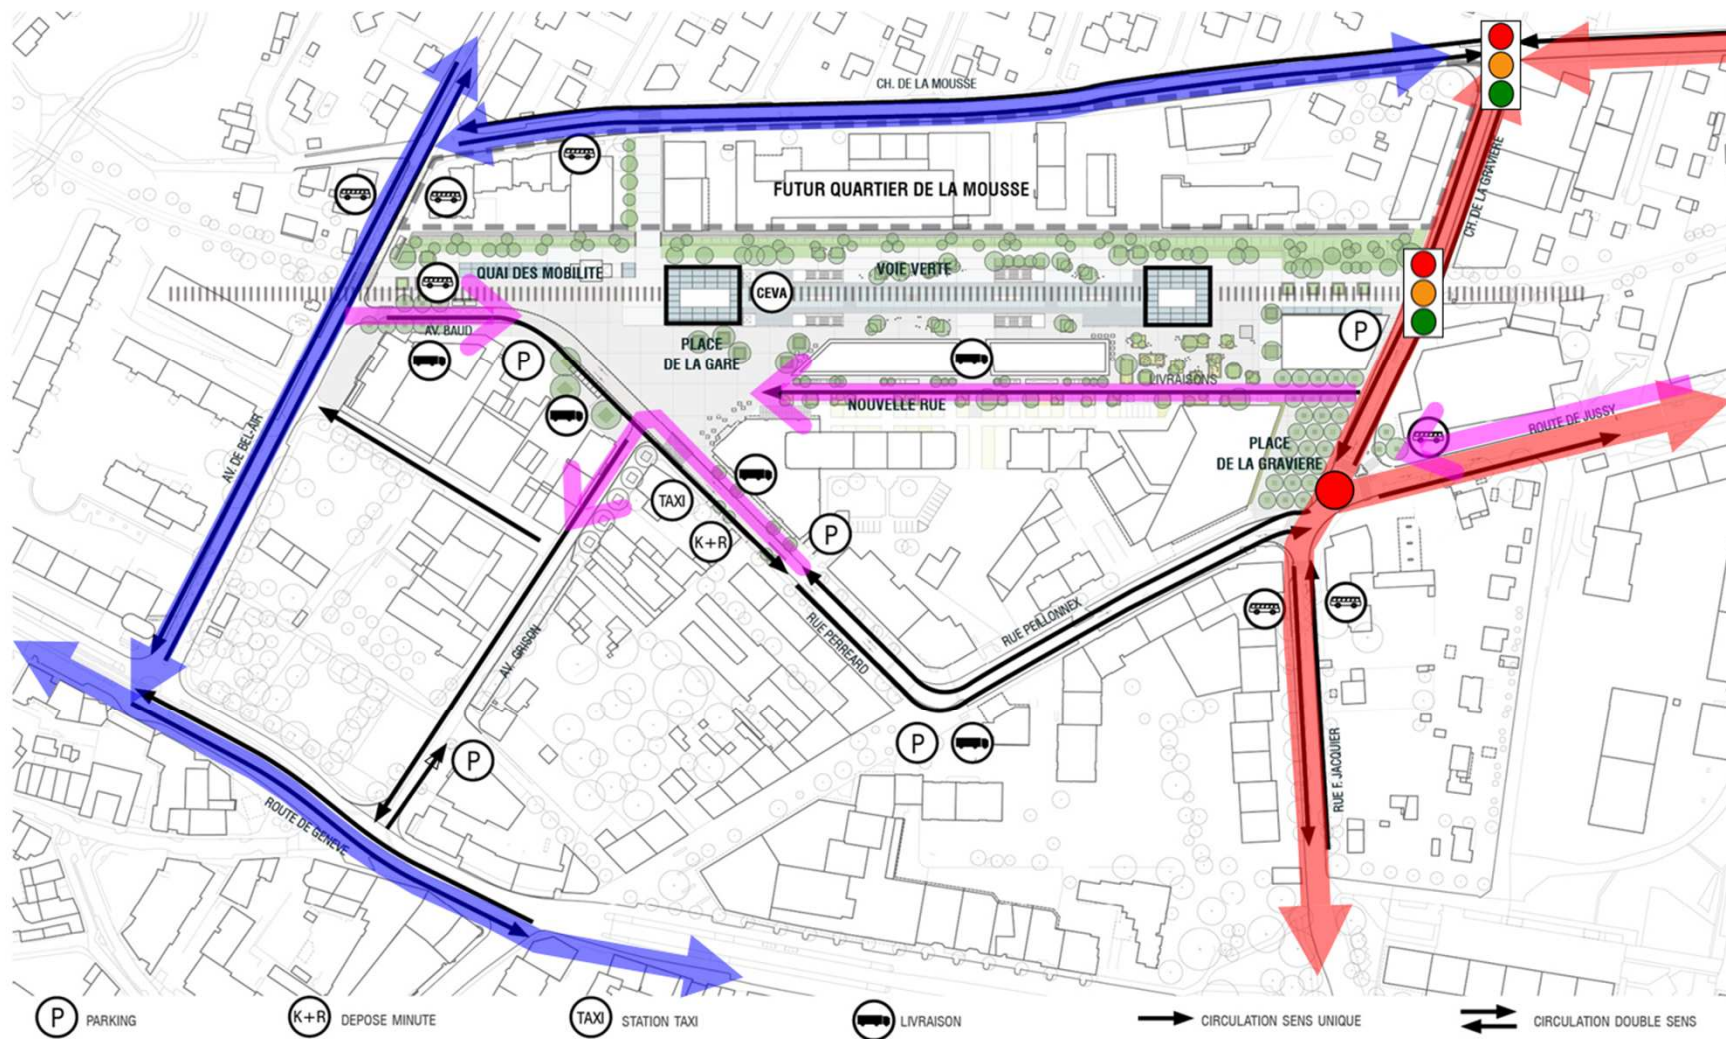 CH. DE LA MOUSSE
CH. DE LA GRAVIERE
FUTUR QUARTIER DE LA MOUSSE
QUAI DES MOBILITE
VOIE VERTE
CEVA
AV. BAUD
P
P
PLACE
DE LA GARE
LIVRAISONS
NOUVELLE RUE
ROUTE DE JUSSY
PLACE
DE LA GRAVIERE
AV. DE BEL-AIR
TAXI
K+R
P
RUE PEILLONNEX
RUE PERREARD
AV. GRISON
P
P
RUE F. JACQUIER
ROUTE DE GENEVE
P PARKING
K+R DEPOSE MINUTE
TAXI STATION TAXI
LIVRAISON
CIRCULATION SENS UNIQUE
CIRCULATION DOUBLE SENS